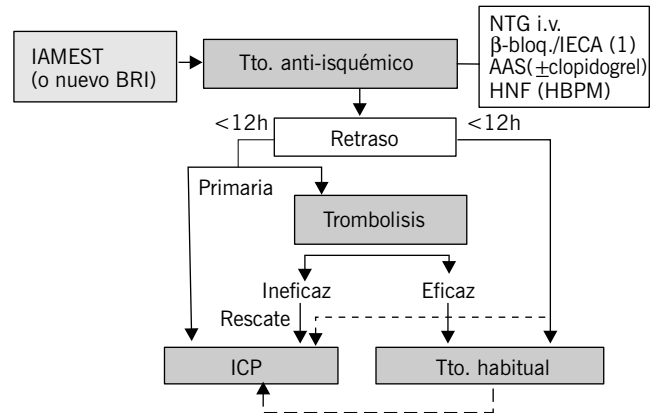 IAMEST
(o nuevo BRI)
Tto. anti-isquémico
NTG i.v.
β-bloq./IECA (1)
AAS(±clopidogrel)
HNF (HBPM)
<12h
Retraso
<12h
Primaria
Trombolisis
Ineficaz
Eficaz
Rescate
ICP
Tto. habitual